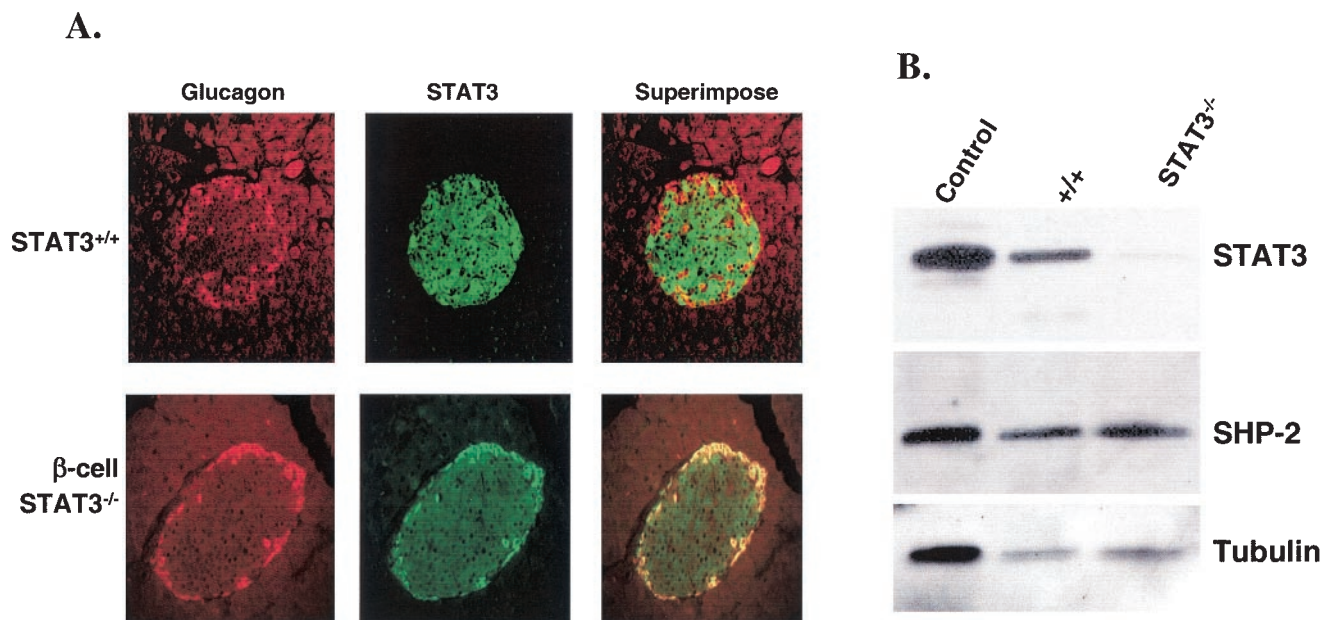 A.
Glucagon STAT3 Superimpose
STAT3+/+
β-cell
STAT3-/-
B.
Control +/+ STAT3-/-
STAT3
SHP-2
Tubulin